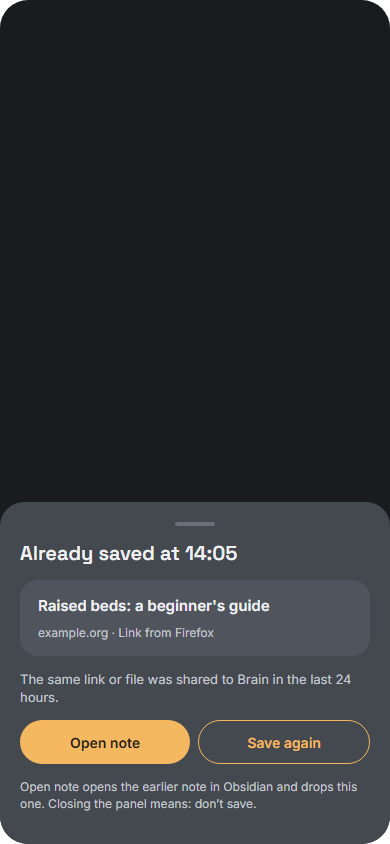 Already saved at 14:05
Raised beds: a beginner's guide
example.org · Link from Firefox
The same link or file was shared to Brain in the last 24
hours.
Open note
Save again
Open note opens the earlier note in Obsidian and drops this
one. Closing the panel means: don't save.